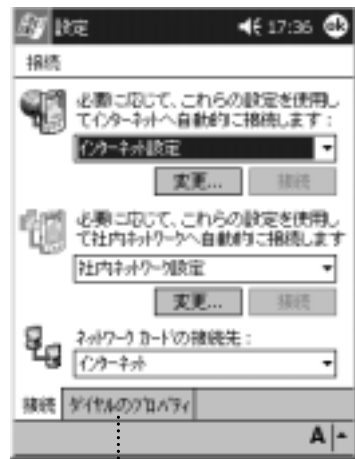 設定 17:36 ok
接続
必要に応じて、これらの設定を使用し
てインターネットへ自動的に接続します：
インターネット設定
変更... 接続
必要に応じて、これらの設定を使用し
て社内ネットワークへ自動的に接続します
社内ネットワーク設定
変更... 接続
ネットワーク カードの接続先：
インターネット
接続 ダイヤルのプロパティ
A